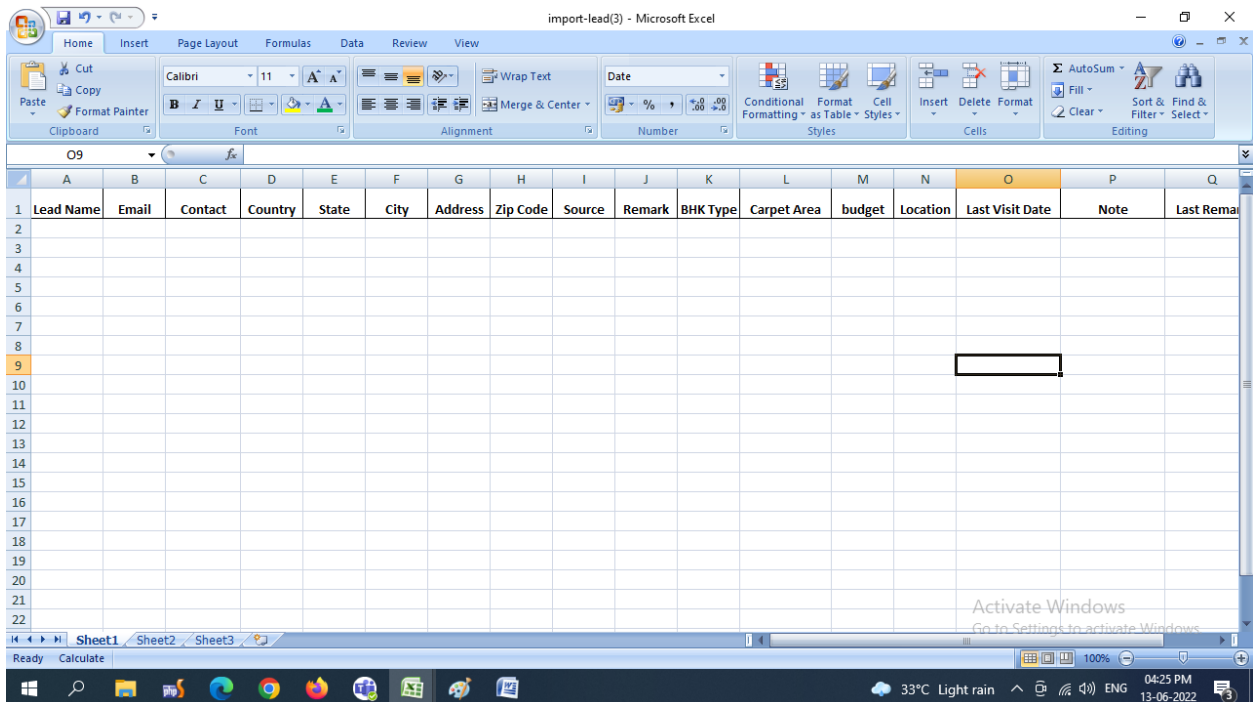 import-lead(3) - Microsoft Excel
Home Insert Page Layout Formulas Data Review View
Cut
Copy
Format Painter
Paste
Clipboard
Calibri 11 A A
B I U A
Font
Wrap Text
Merge & Center
Alignment
Date
% , .0 .00 .00 .0
Number
Conditional Formatting
Format as Table
Cell Styles
Styles
Insert Delete Format
Cells
Σ AutoSum
Fill
Clear
Sort & Filter
Find & Select
Editing
O9 fx
A B C D E F G H I J K L M N O P Q
1 Lead Name Email Contact Country State City Address Zip Code Source Remark BHK Type Carpet Area budget Location Last Visit Date Note Last Remar
2
3
4
5
6
7
8
9
10
11
12
13
14
15
16
17
18
19
20
21
22
Activate Windows
Go to Settings to activate Windows.
Sheet1 Sheet2 Sheet3
Ready Calculate 100%
php 33°C Light rain ENG 04:25 PM
13-06-2022 3